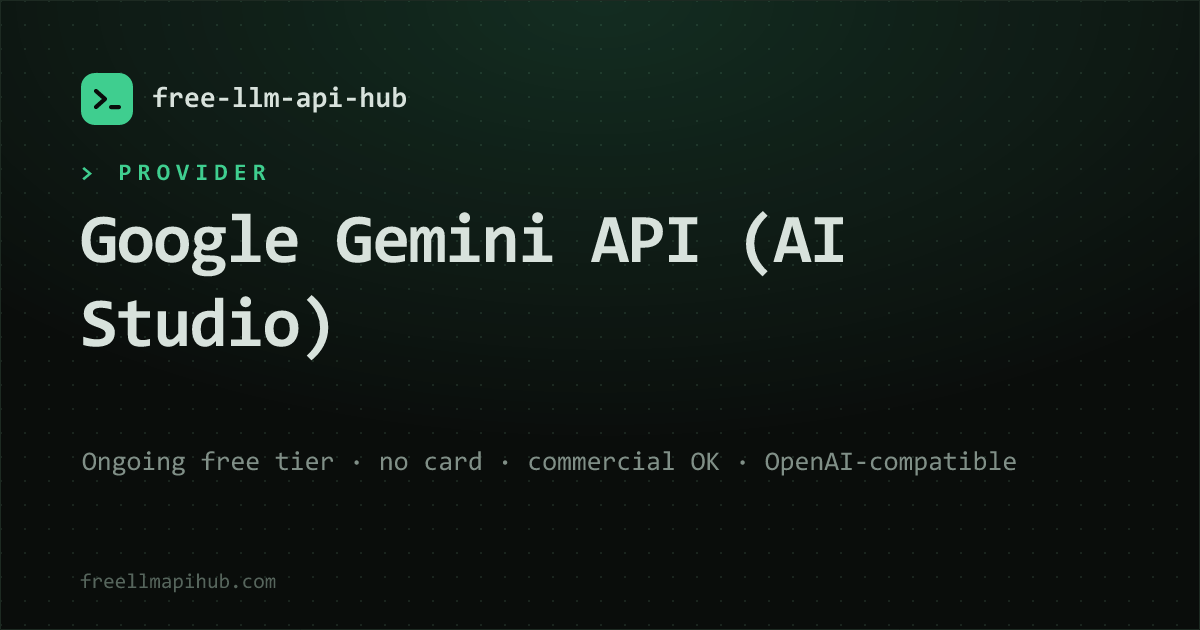 free-llm-api-hub
> PROVIDER
Google Gemini API (AI
Studio)
Ongoing free tier · no card · commercial OK · OpenAI-compatible
freellmapihub.com